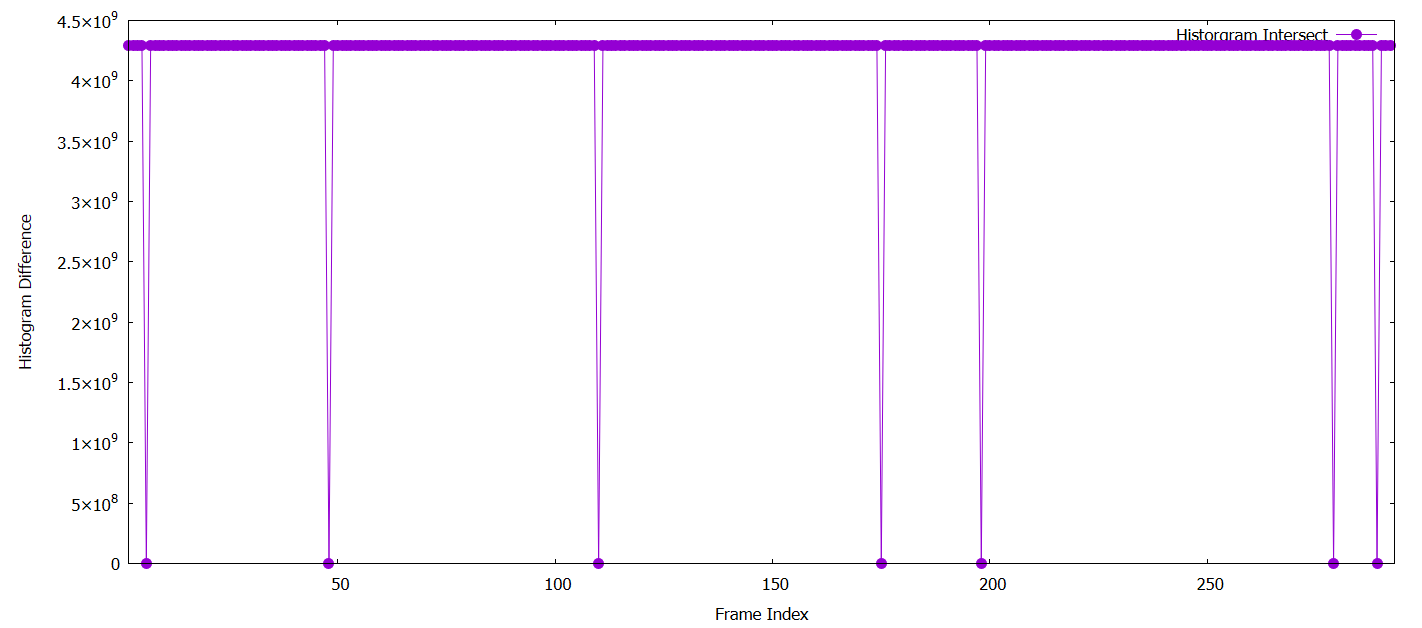 Historgram Intersect
4.5×10⁹
4×10⁹
3.5×10⁹
3×10⁹
2.5×10⁹
2×10⁹
1.5×10⁹
1×10⁹
5×10⁸
0
Histogram Difference
50 100 150 200 250
Frame Index